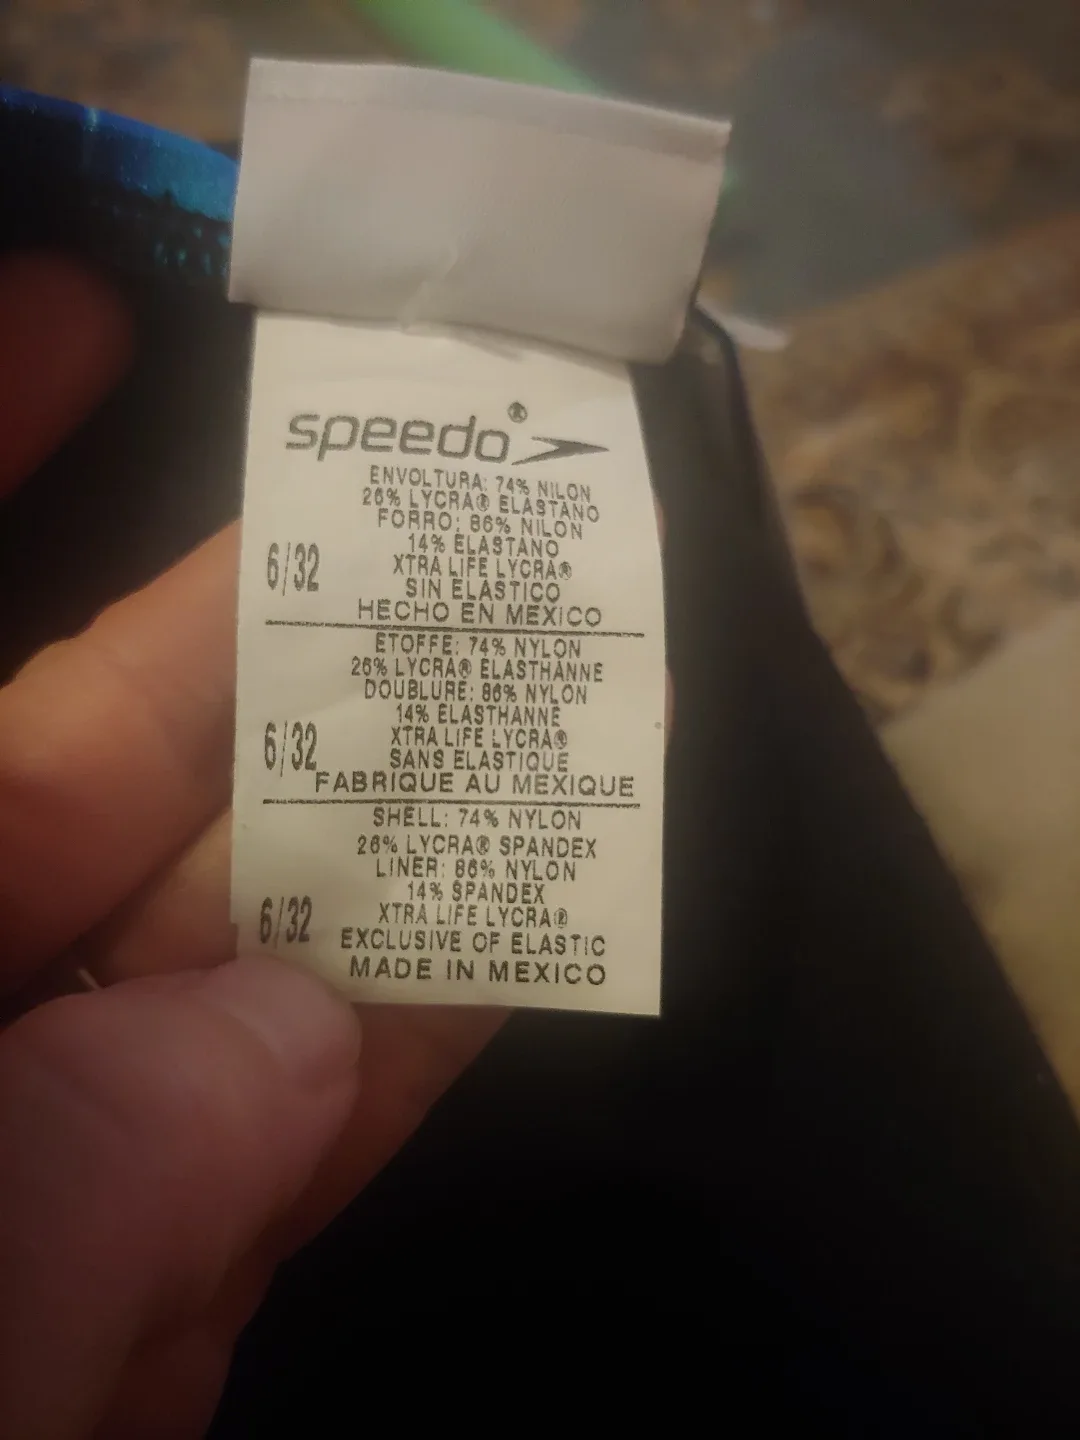 speedo®
ENVOLTURA: 74% NILON
26% LYCRA® ELASTANO
FORRO: 86% NILON
14% ELASTANO
6/32 XTRA LIFE LYCRA®
SIN ELASTICO
HECHO EN MEXICO
ETOFFE: 74% NYLON
26% LYCRA® ELASTHANNE
DOUBLURE: 86% NYLON
14% ELASTHANNE
6/32 XTRA LIFE LYCRA®
SANS ELASTIQUE
FABRIQUE AU MEXIQUE
SHELL: 74% NYLON
26% LYCRA® SPANDEX
LINER: 86% NYLON
14% SPANDEX
6/32 XTRA LIFE LYCRA®
EXCLUSIVE OF ELASTIC
MADE IN MEXICO